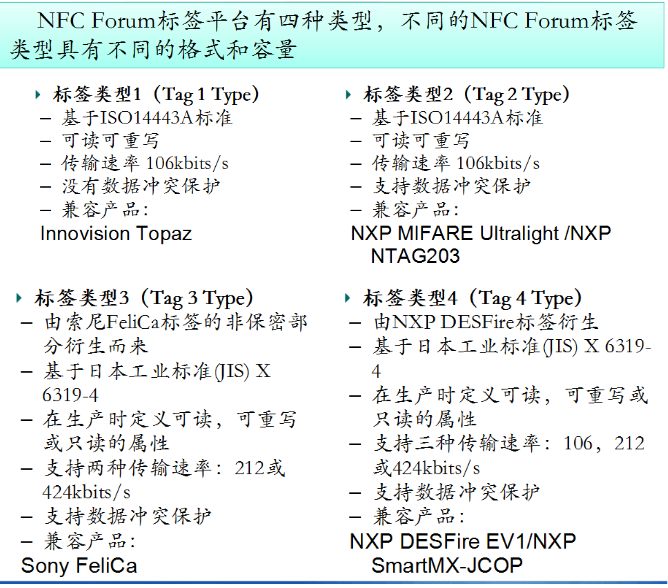 NFC Forum标签平台有四种类型，不同的NFC Forum标签
类型具有不同的格式和容量
标签类型1（Tag 1 Type）
– 基于ISO14443A标准
– 可读可重写
– 传输速率 106kbits/s
– 没有数据冲突保护
– 兼容产品：
Innovision Topaz
标签类型2（Tag 2 Type）
– 基于ISO14443A标准
– 可读可重写
– 传输速率 106kbits/s
– 支持数据冲突保护
– 兼容产品：
NXP MIFARE Ultralight /NXP
NTAG203
标签类型3（Tag 3 Type）
– 由索尼FeliCa标签的非保密部
分衍生而来
– 基于日本工业标准(JIS) X
6319-4
– 在生产时定义可读，可重写
或只读的属性
– 支持两种传输速率：212或
424kbits/s
– 支持数据冲突保护
– 兼容产品：
Sony FeliCa
标签类型4（Tag 4 Type）
– 由NXP DESFire标签衍生
– 基于日本工业标准(JIS) X 6319-
4
– 在生产时定义可读，可重写或
只读的属性
– 支持三种传输速率：106，212
或424kbits/s
– 支持数据冲突保护
– 兼容产品：
NXP DESFire EV1/NXP
SmartMX-JCOP